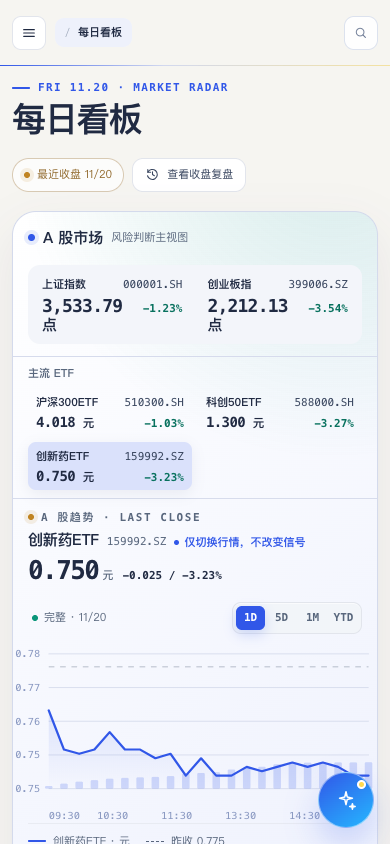 / 每日看板
FRI 11.20 · MARKET RADAR
每日看板
最近收盘 11/20
查看收盘复盘
A 股市场 风险判断主视图
上证指数 000001.SH
3,533.79 点 −1.23%
创业板指 399006.SZ
2,212.13 点 −3.54%
主流 ETF
沪深300ETF 510300.SH
4.018 元 −1.03%
科创50ETF 588000.SH
1.300 元 −3.27%
创新药ETF 159992.SZ
0.750 元 −3.23%
A 股趋势 · LAST CLOSE
创新药ETF 159992.SZ 仅切换行情，不改变信号
0.750 元 −0.025 / −3.23%
完整 · 11/20
1D 5D 1M YTD
0.78
0.77
0.76
0.75
0.75
09:30 10:30 11:30 13:30 14:30
创新药ETF · 元 昨收 0.775